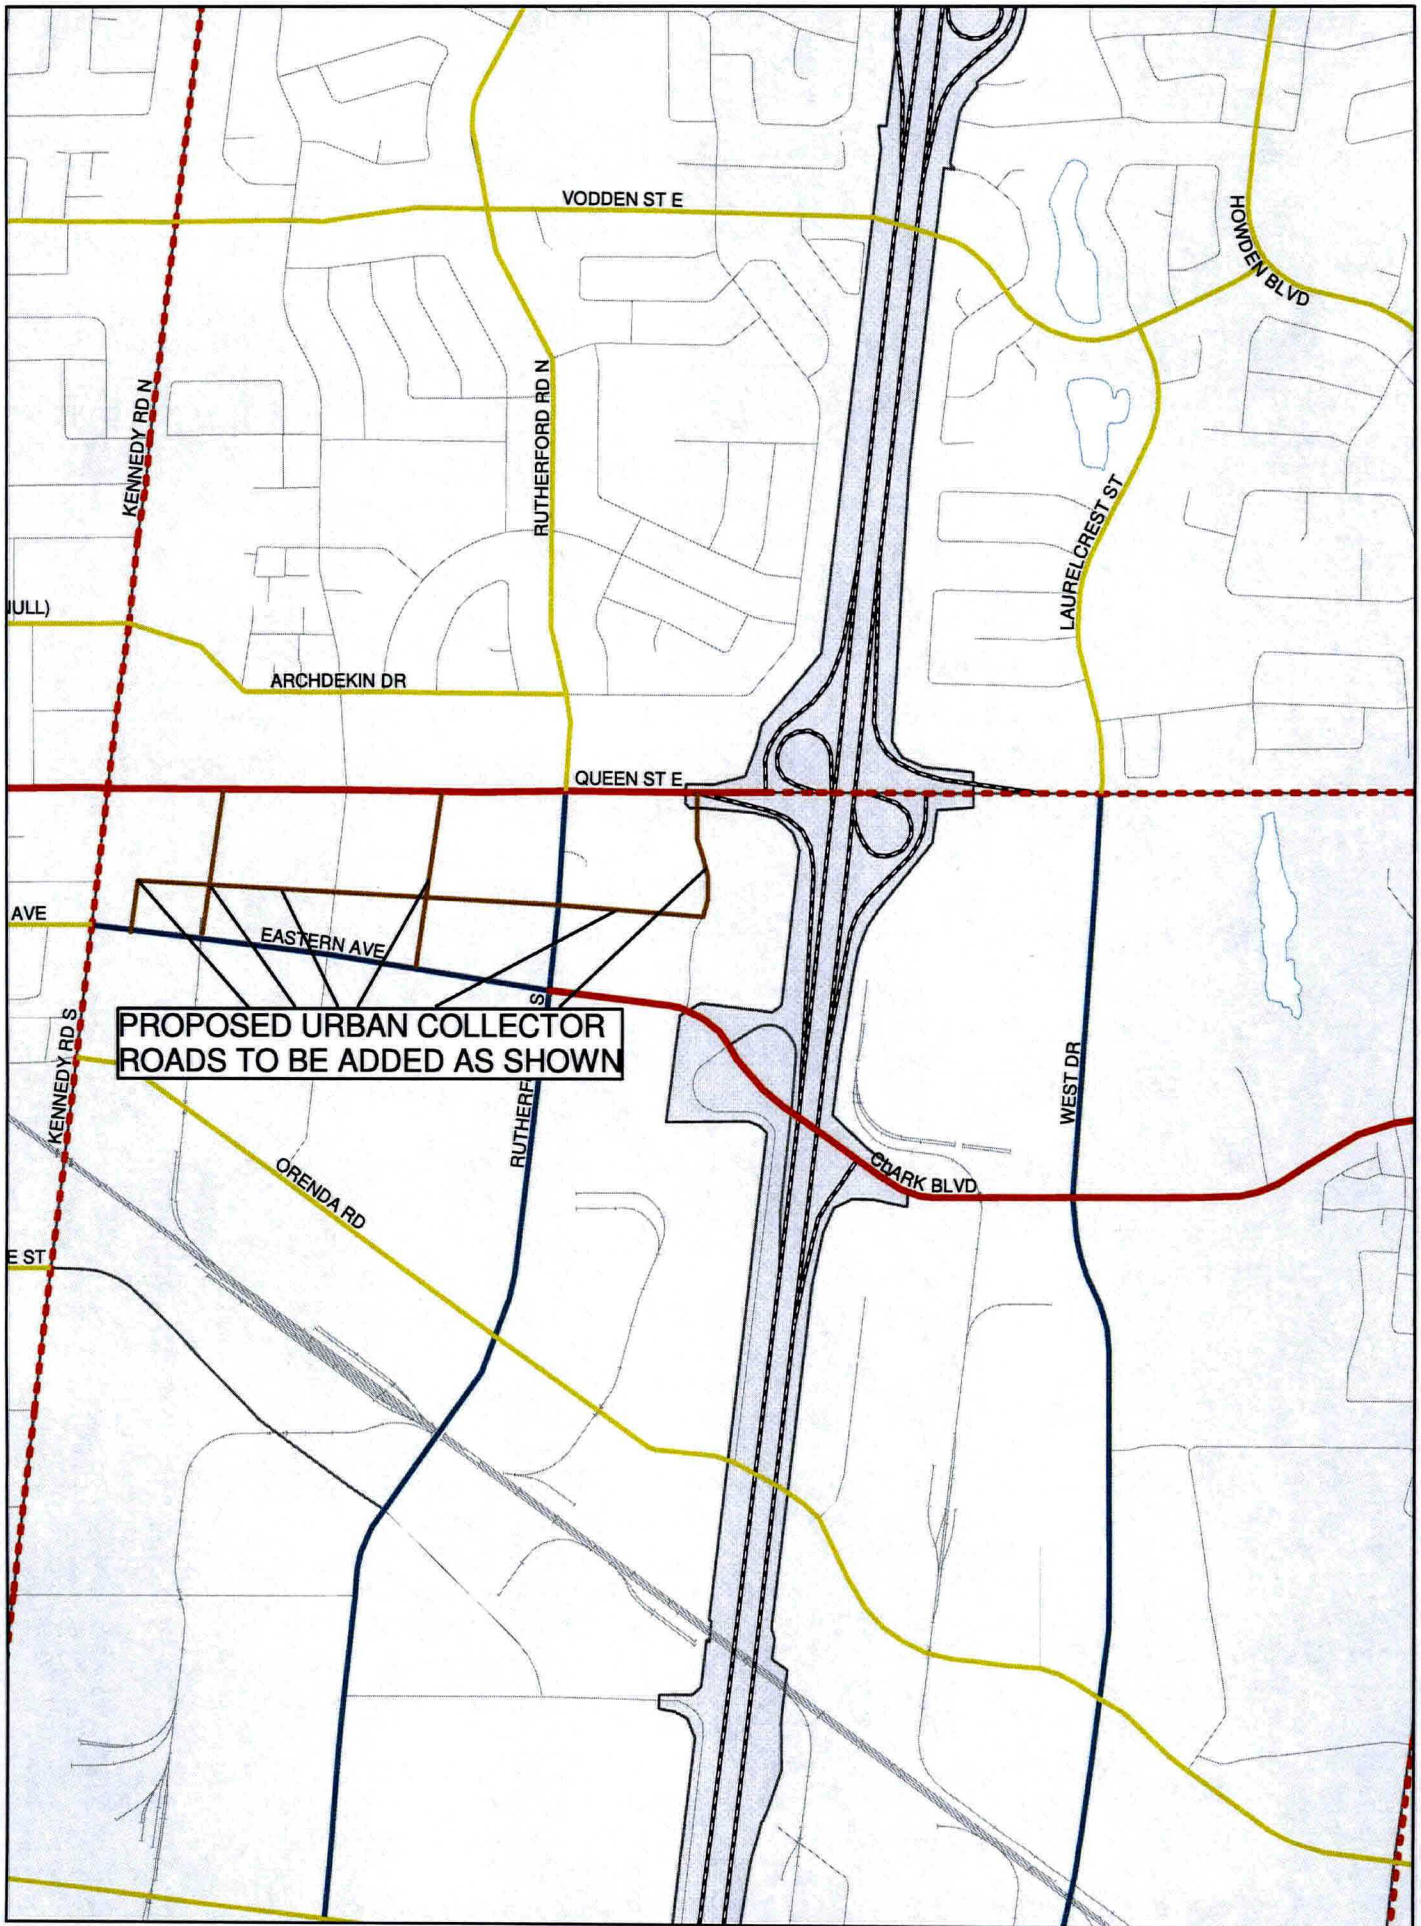 VODDEN ST E
HOWDEN BLVD
KENNEDY RD N
RUTHERFORD RD N
LAURELCREST ST
NULL)
ARCHDEKIN DR
QUEEN ST E
AVE
EASTERN AVE
S
PROPOSED URBAN COLLECTOR
ROADS TO BE ADDED AS SHOWN
KENNEDY RD S
RUTHERF
WEST DR
ORENDA RD
CLARK BLVD
E ST